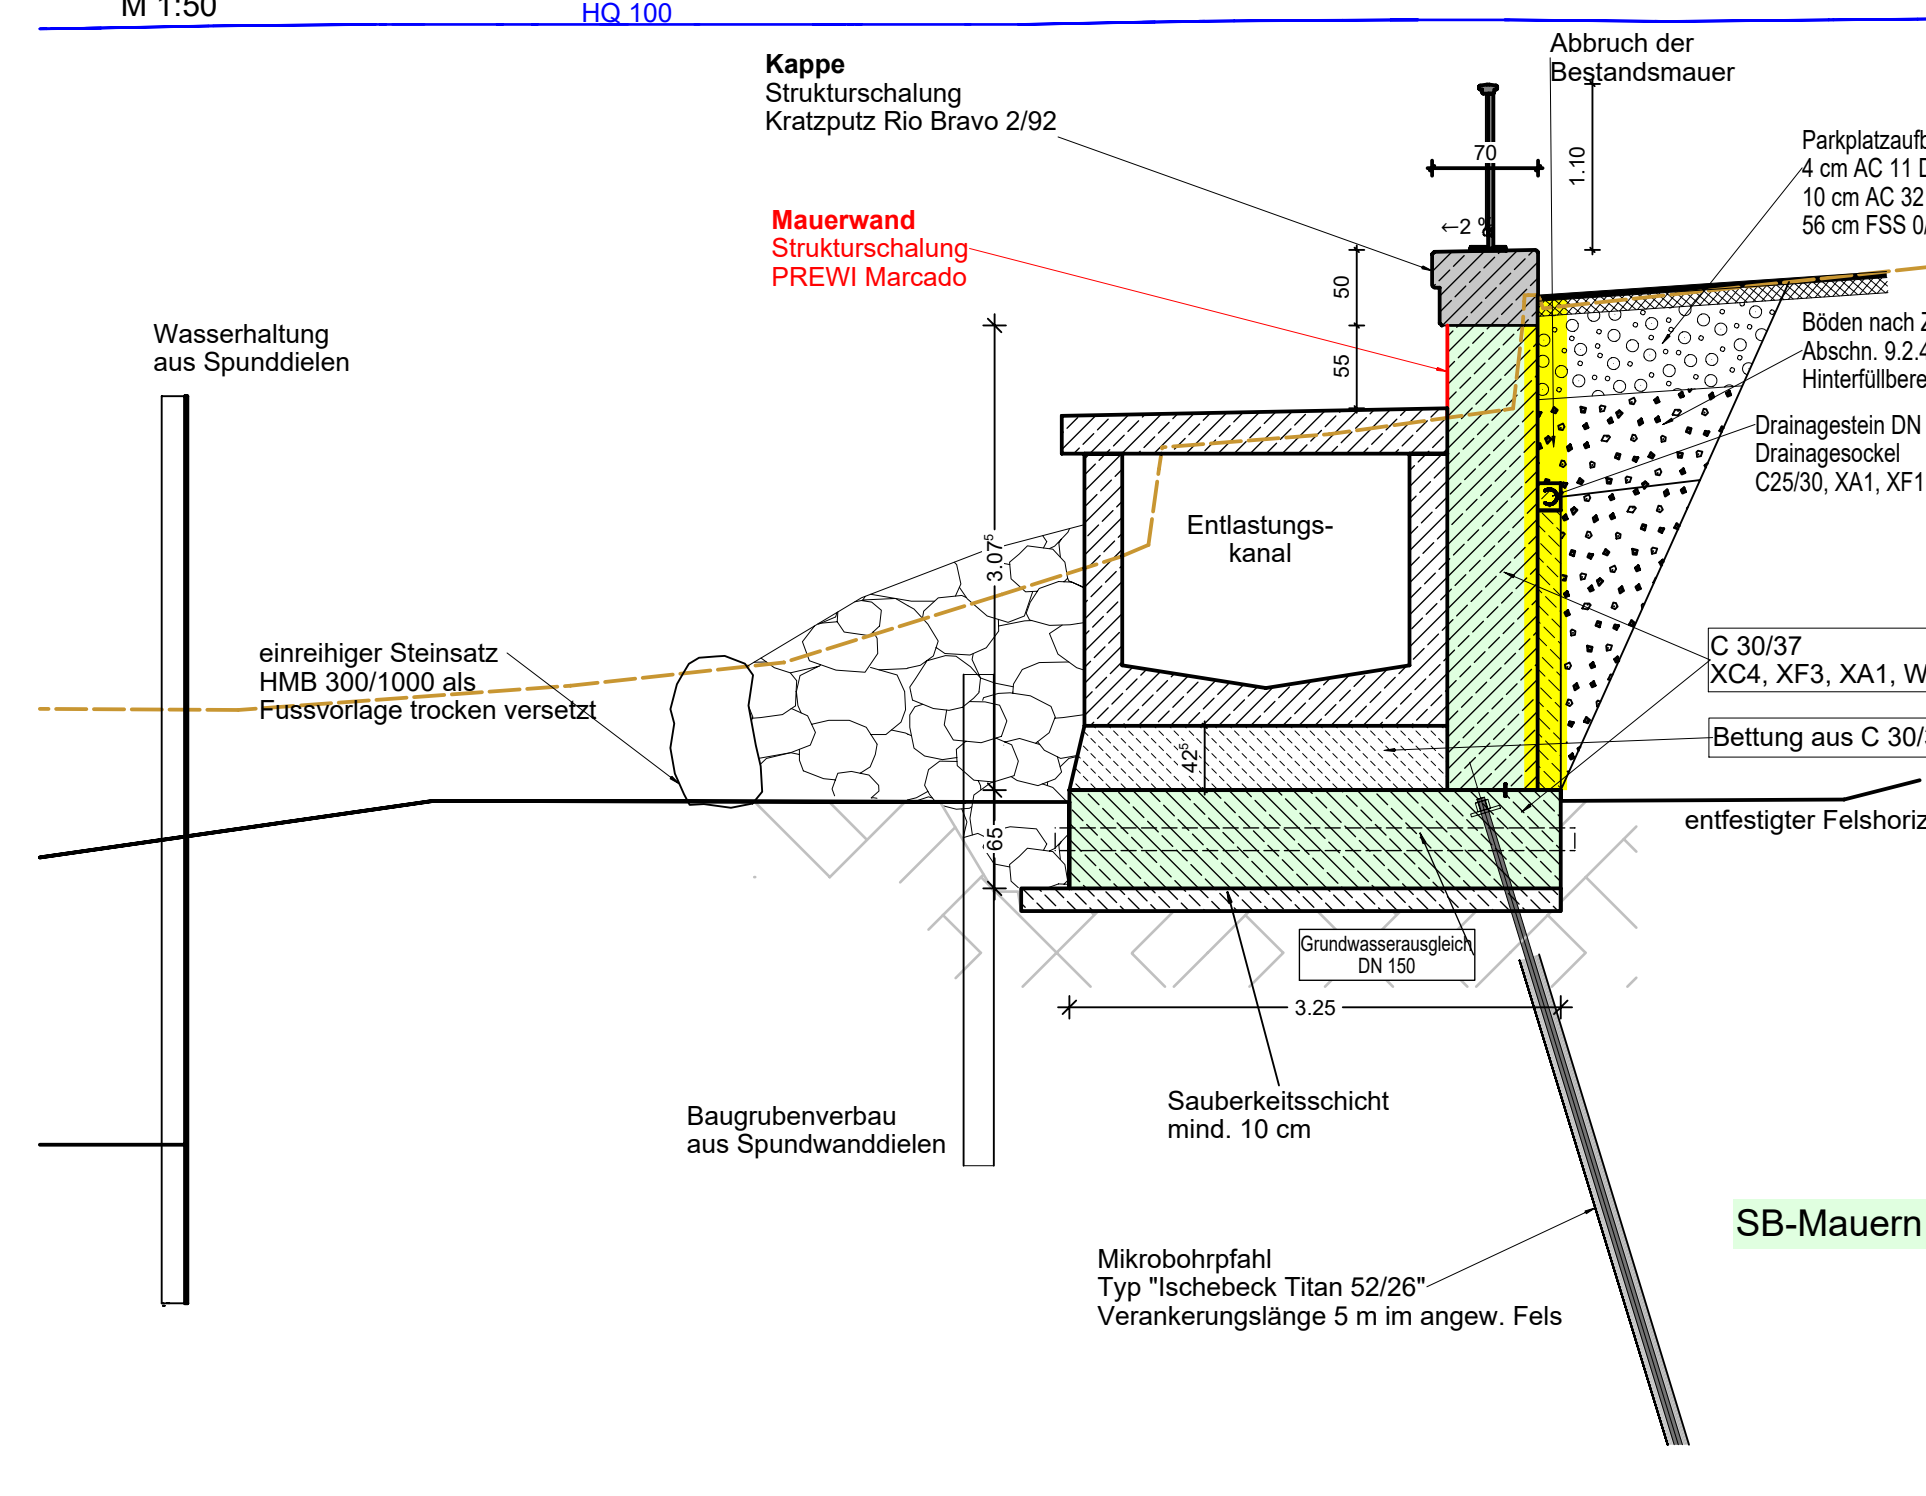 M 1:50
HQ 100
Kappe
Strukturschalung
Kratzputz Rio Bravo 2/92
Abbruch der
Bestandsmauer
70
1.10
←2 %
Parkplatzaufb
4 cm AC 11 D
10 cm AC 32
56 cm FSS 0/
Mauerwand
Strukturschalung
PREWI Marcado
50
55
Wasserhaltung
aus Spunddielen
Böden nach Z
Abschn. 9.2.4
Hinterfüllbere
Drainagestein DN
Drainagesockel
C25/30, XA1, XF1
Entlastungs-
kanal
3.07⁵
einreihiger Steinsatz
HMB 300/1000 als
Fussvorlage trocken versetzt
C 30/37
XC4, XF3, XA1, W
Bettung aus C 30/3
42⁵
65
entfestigter Felshoriz
Grundwasserausgleich
DN 150
3.25
Sauberkeitsschicht
mind. 10 cm
Baugrubenverbau
aus Spundwanddielen
SB-Mauern
Mikrobohrpfahl
Typ "Ischebeck Titan 52/26"
Verankerungslänge 5 m im angew. Fels